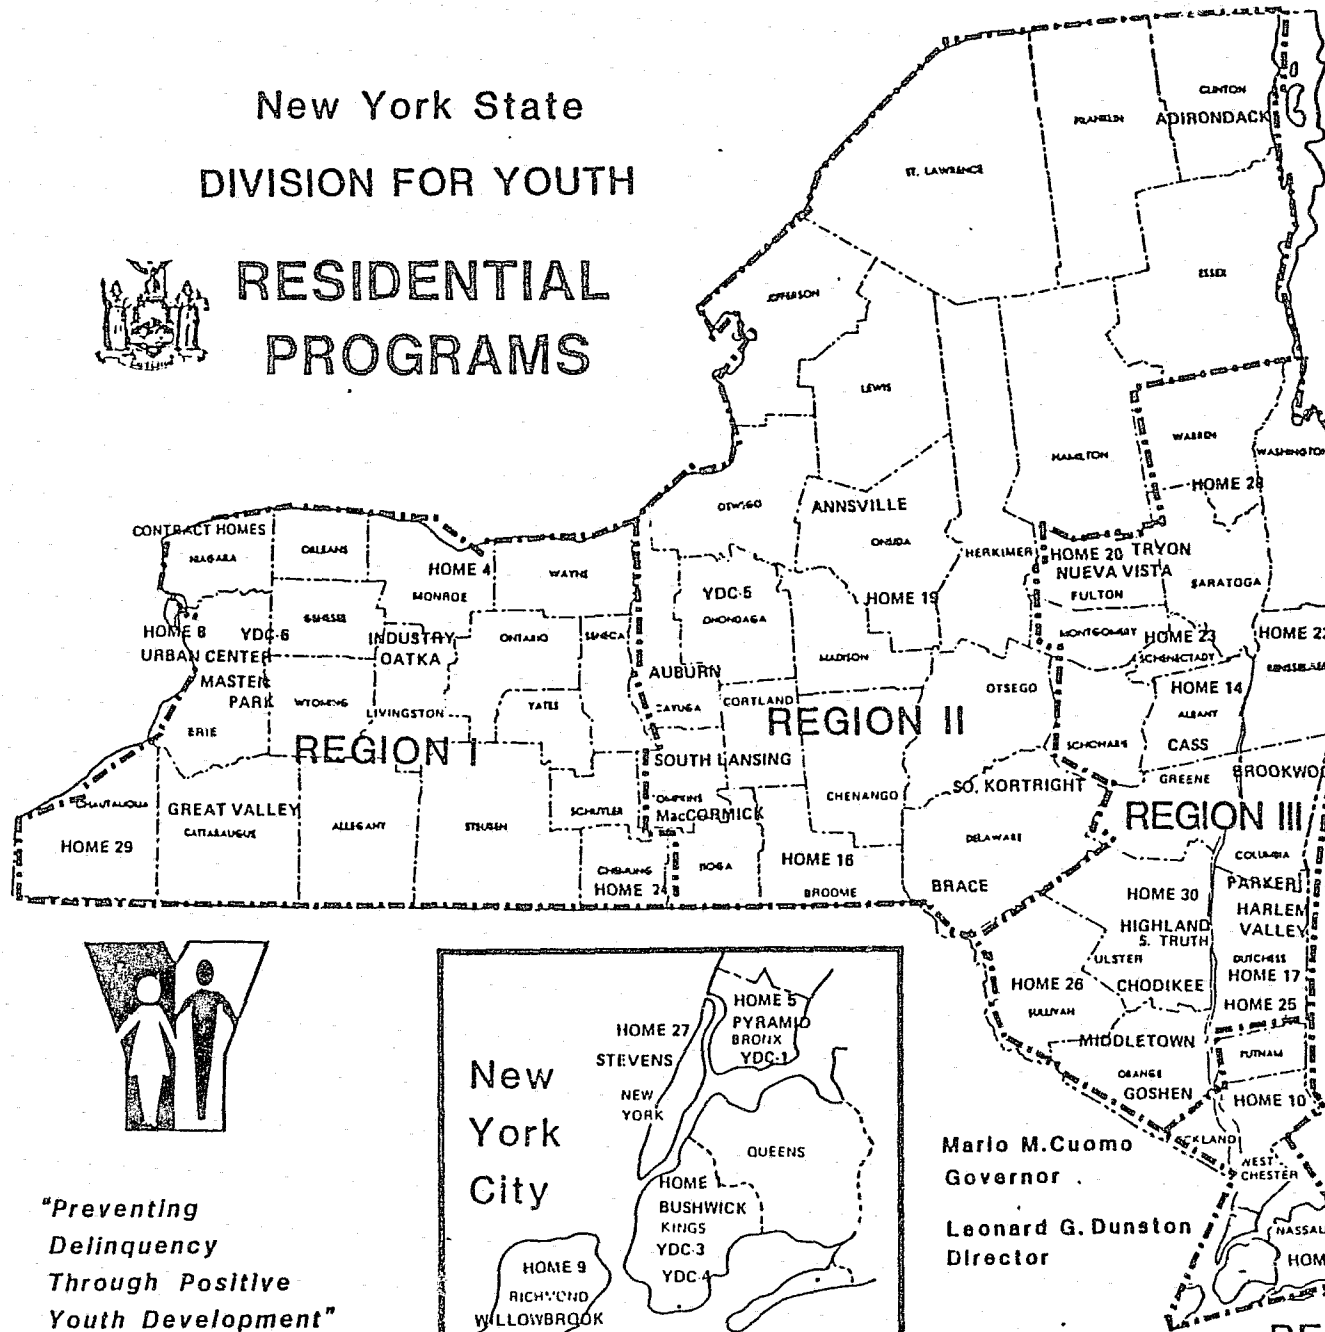 New York State
DIVISION FOR YOUTH
RESIDENTIAL
PROGRAMS
CLINTON
ADIRONDACK
FRANKLIN
ST. LAWRENCE
ESSEX
JEFFERSON
LEWIS
HAMILTON
WARREN
WASHINGTON
HOME 28
OSWEGO
ANNSVILLE
ONEIDA
HERKIMER
HOME 20
TRYON
NUEVA VISTA
FULTON
SARATOGA
CONTRACT HOMES
NIAGARA
ORLEANS
HOME 4
MONROE
WAYNE
YDC-5
ONONDAGA
HOME 19
MONTGOMERY
HOME 23
SCHENECTADY
HOME 22
RENSSELAER
HOME 8
YDC-6
GENESEE
INDUSTRY
ONTARIO
SENECA
URBAN CENTER
OATKA
MADISON
MASTEN
PARK
WYOMING
LIVINGSTON
YATES
AUBURN
CAYUGA
CORTLAND
OTSEGO
HOME 14
ALBANY
ERIE
REGION I
REGION II
SCHOHARIE
CASS
SOUTH LANSING
SO. KORTRIGHT
GREENE
BROOKWOO
CHAUTAUQUA
GREAT VALLEY
CATTARAUGUS
ALLEGANY
STEUBEN
SCHUYLER
TOMPKINS
MacCORMICK
CHENANGO
DELAWARE
REGION III
HOME 29
CHEMUNG
HOME 24
TIOGA
HOME 16
BROOME
BRACE
COLUMBIA
HOME 30
PARKER
HIGHLAND
S. TRUTH
HARLEM
VALLEY
ULSTER
DUTCHESS
HOME 26
CHODIKEE
HOME 17
SULLIVAN
HOME 25
MIDDLETOWN
PUTNAM
ORANGE
GOSHEN
HOME 10
CKLAND
WEST
CHESTER
NASSAU
HOM
New
York
City
HOME 5
HOME 27
PYRAMID
BRONX
STEVENS
YDC-1
NEW
YORK
QUEENS
HOME
BUSHWICK
KINGS
YDC-3
YDC-4
HOME 9
RICHMOND
WILLOWBROOK
Mario M.Cuomo
Governor
Leonard G. Dunston
Director
"Preventing
Delinquency
Through Positive
Youth Development"